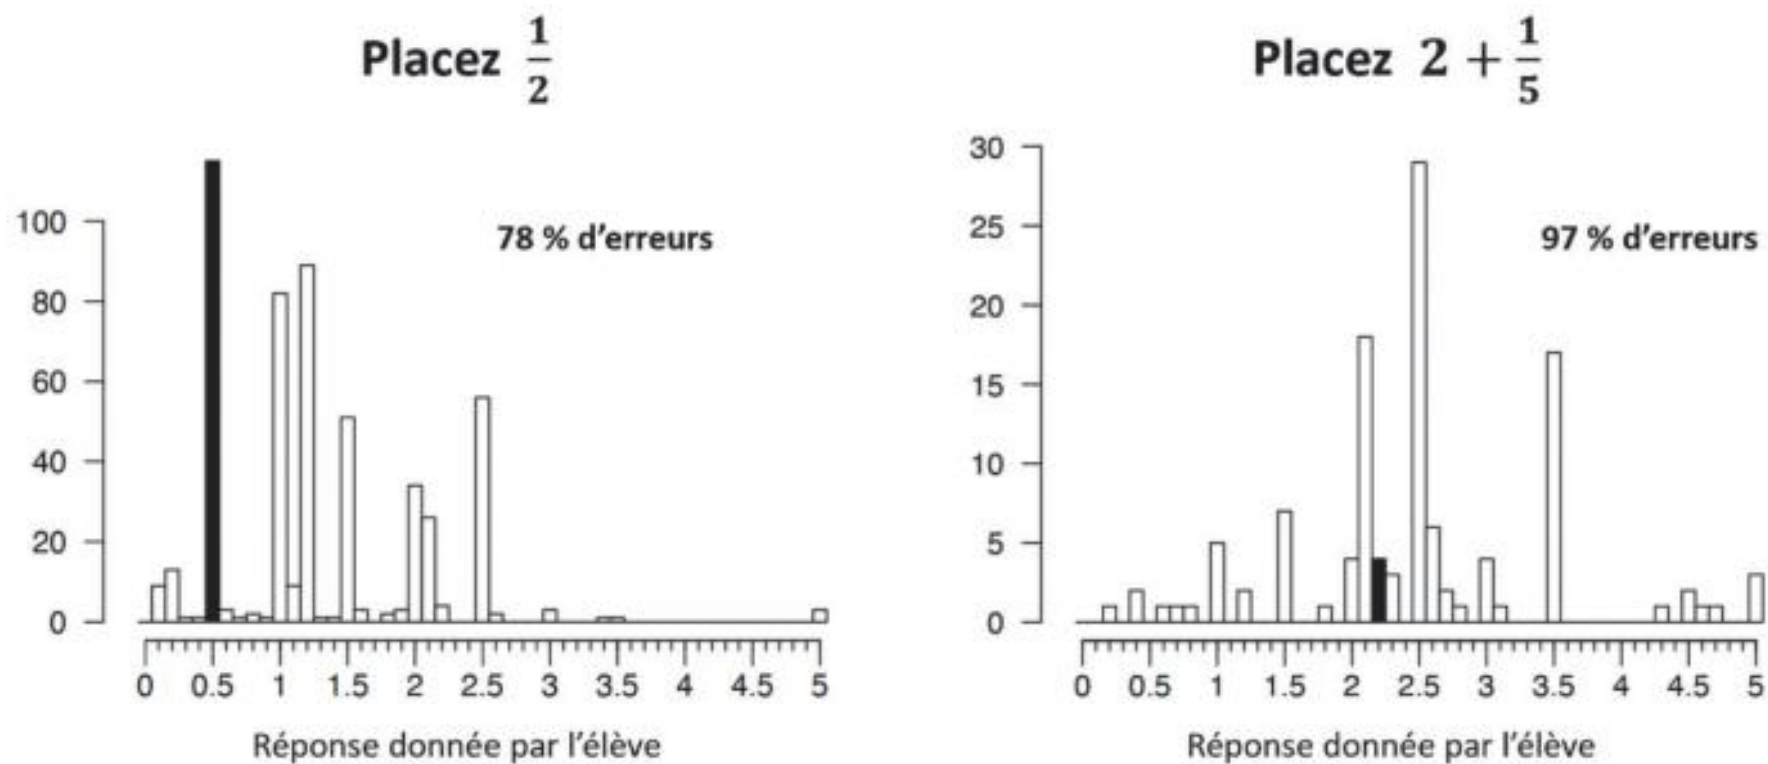 Placez 1/2
78 % d'erreurs
100
80
60
40
20
0
0 0.5 1 1.5 2 2.5 3 3.5 4 4.5 5
Réponse donnée par l'élève
Placez 2 + 1/5
97 % d'erreurs
30
25
20
15
10
5
0
0 0.5 1 1.5 2 2.5 3 3.5 4 4.5 5
Réponse donnée par l'élève